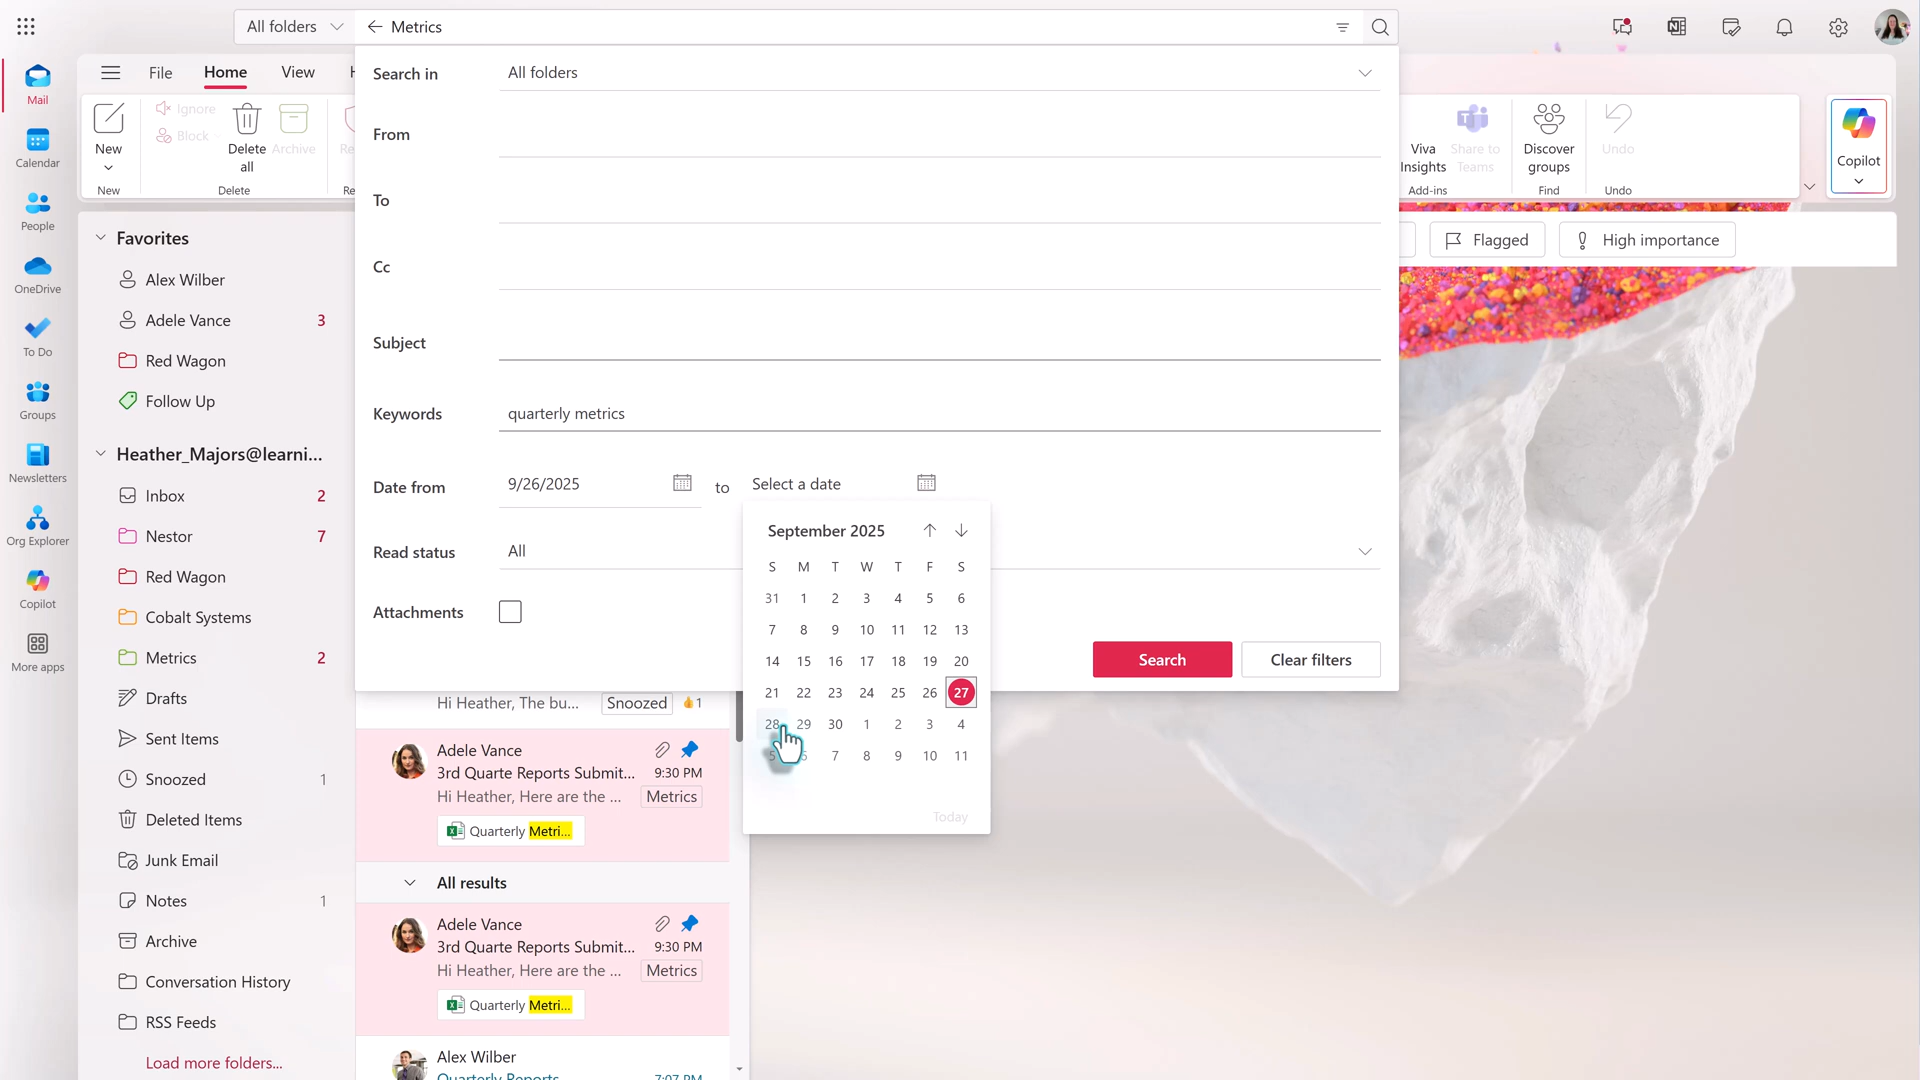 All folders
Metrics
Mail
Calendar
People
OneDrive
To Do
Groups
Newsletters
Org Explorer
Copilot
More apps
File
Home
View
New
New
Ignore
Block
Delete
all
Archive
Delete
Viva
Insights
Share to
Teams
Add-ins
Discover
groups
Find
Undo
Undo
Copilot
Flagged
High importance
Favorites
Alex Wilber
Adele Vance 3
Red Wagon
Follow Up
Heather_Majors@learni...
Inbox 2
Nestor 7
Red Wagon
Cobalt Systems
Metrics 2
Drafts
Sent Items
Snoozed 1
Deleted Items
Junk Email
Notes 1
Archive
Conversation History
RSS Feeds
Load more folders...
Search in All folders
From
To
Cc
Subject
Keywords quarterly metrics
Date from 9/26/2025 to Select a date
Read status All
Attachments
Search Clear filters
September 2025
S M T W T F S
31 1 2 3 4 5 6
7 8 9 10 11 12 13
14 15 16 17 18 19 20
21 22 23 24 25 26 27
28 29 30 1 2 3 4
5 6 7 8 9 10 11
Today
Hi Heather, The bu... Snoozed 1
Adele Vance
3rd Quarte Reports Submit... 9:30 PM
Hi Heather, Here are the ... Metrics
Quarterly Metri...
All results
Adele Vance
3rd Quarte Reports Submit... 9:30 PM
Hi Heather, Here are the ... Metrics
Quarterly Metri...
Alex Wilber
Quarterly Reports 7:07 PM